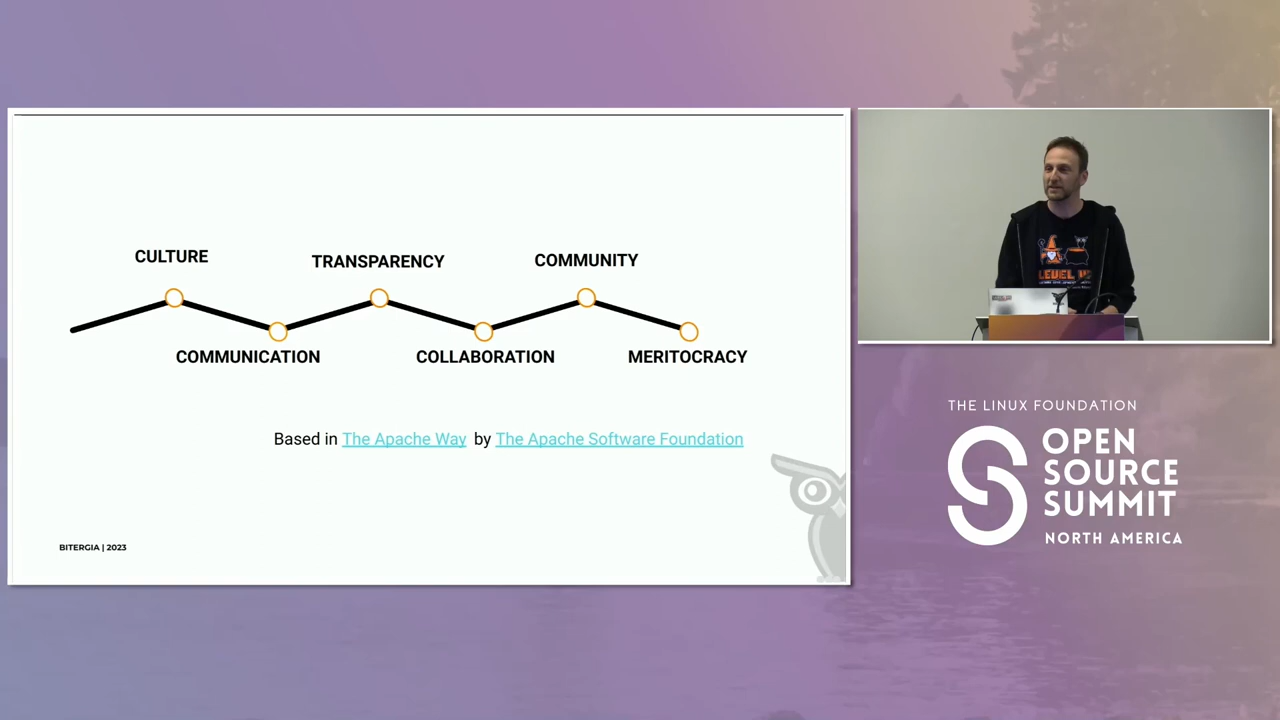 CULTURE
TRANSPARENCY
COMMUNITY
COMMUNICATION
COLLABORATION
MERITOCRACY
Based in The Apache Way by The Apache Software Foundation
BITERGIA | 2023
LEVEL
THE LINUX FOUNDATION
OPEN
SOURCE
SUMMIT
NORTH AMERICA